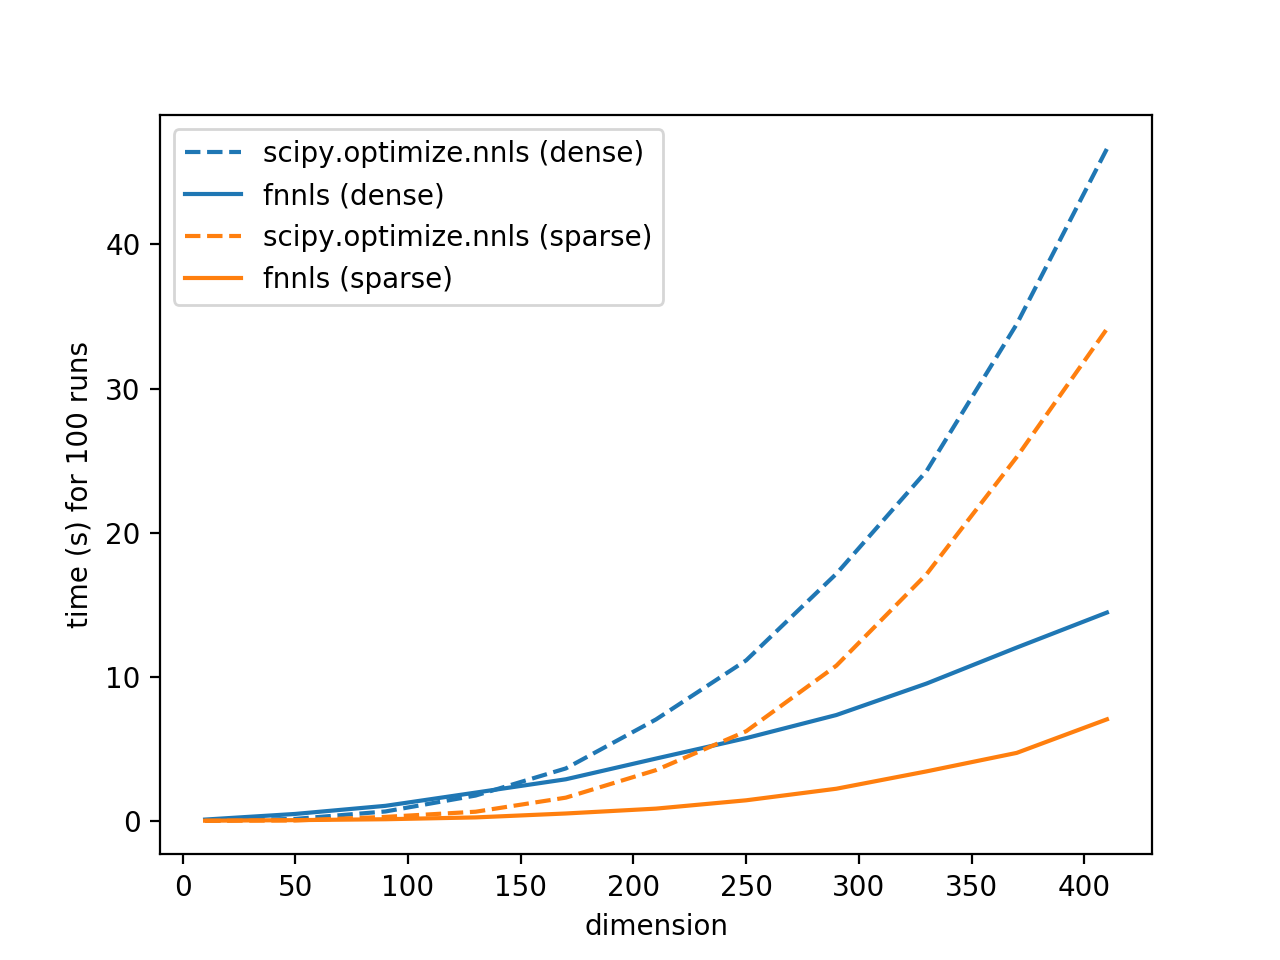 scipy.optimize.nnls (dense)
fnnls (dense)
scipy.optimize.nnls (sparse)
fnnls (sparse)
time (s) for 100 runs
40
30
20
10
0
0 50 100 150 200 250 300 350 400
dimension